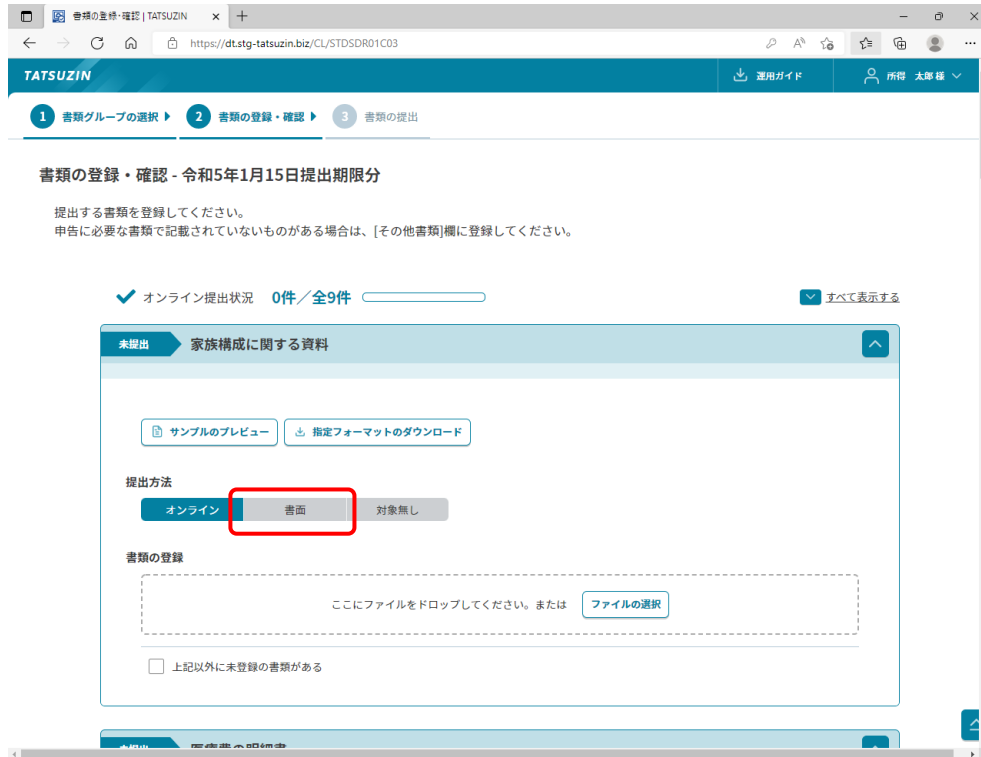 書類の登録・確認 | TATSUZIN
https://dt.stg-tatsuzin.biz/CL/STDSDR01C03
TATSUZIN
運用ガイド
所得 太郎 様
1 書類グループの選択
2 書類の登録・確認
3 書類の提出
書類の登録・確認 - 令和5年1月15日提出期限分
提出する書類を登録してください。
申告に必要な書類で記載されていないものがある場合は、[その他書類]欄に登録してください。
オンライン提出状況 0件／全9件
すべて表示する
未提出 家族構成に関する資料
サンプルのプレビュー
指定フォーマットのダウンロード
提出方法
オンライン 書面 対象無し
書類の登録
ここにファイルをドロップしてください。または ファイルの選択
上記以外に未登録の書類がある
未提出 医療費の明細書